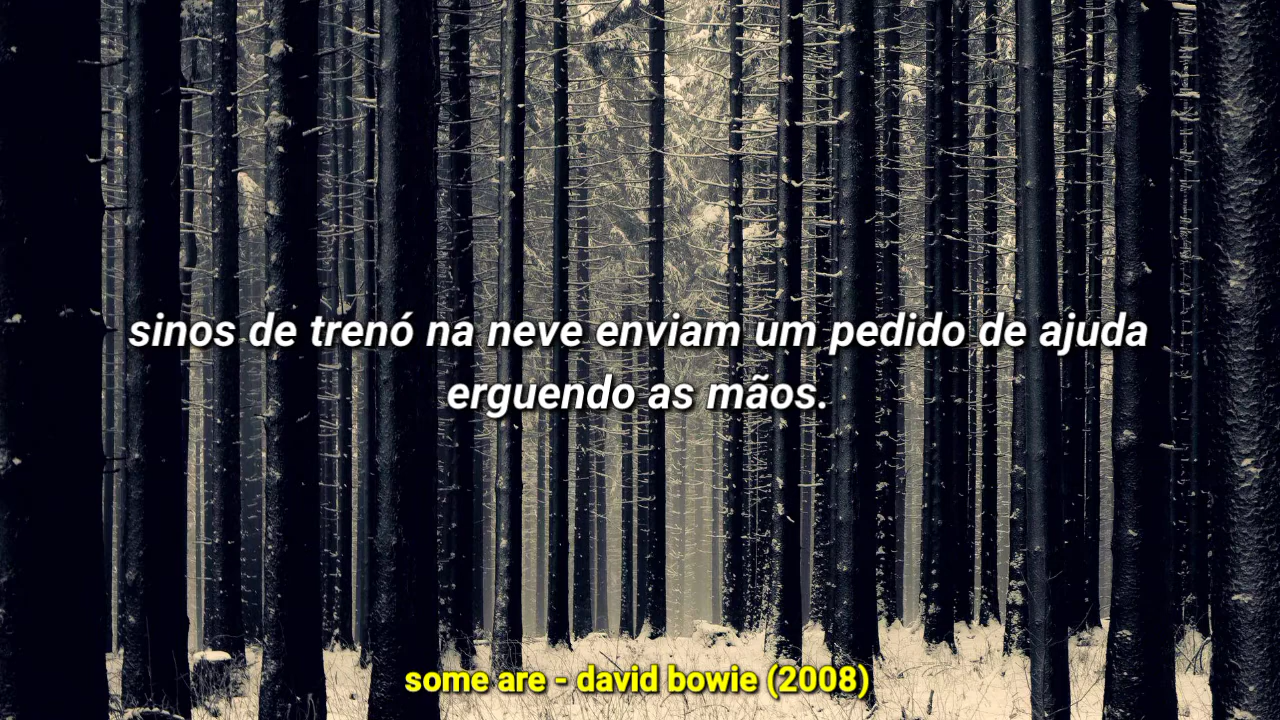 sinos de trenó na neve enviam um pedido de ajuda
erguendo as mãos.
some are - david bowie (2008)